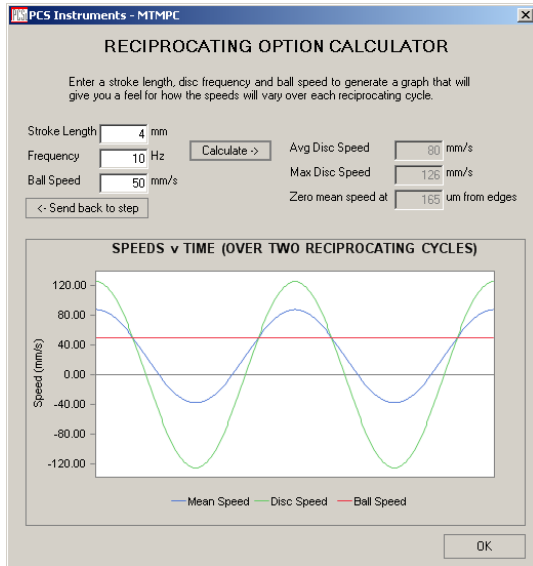 PCS PCS Instruments - MTMPC
RECIPROCATING OPTION CALCULATOR
Enter a stroke length, disc frequency and ball speed to generate a graph that will
give you a feel for how the speeds will vary over each reciprocating cycle.
Stroke Length 4 mm
Frequency 10 Hz
Ball Speed 50 mm/s
<- Send back to step
Calculate ->
Avg Disc Speed 80 mm/s
Max Disc Speed 126 mm/s
Zero mean speed at 165 um from edges
SPEEDS v TIME (OVER TWO RECIPROCATING CYCLES)
Speed (mm/s)
120.00
80.00
40.00
0.00
-40.00
-80.00
-120.00
Mean Speed Disc Speed Ball Speed
OK